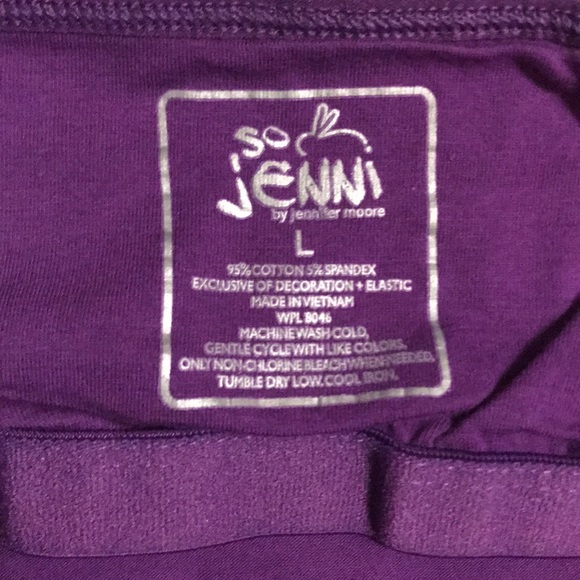 so
jENNi
by jennifer moore
L
95% COTTON 5% SPANDEX
EXCLUSIVE OF DECORATION + ELASTIC
MADE IN VIETNAM
WPL 8046
MACHINE WASH COLD,
GENTLE CYCLE WITH LIKE COLORS.
ONLY NON-CHLORINE BLEACH WHEN NEEDED.
TUMBLE DRY LOW. COOL IRON.